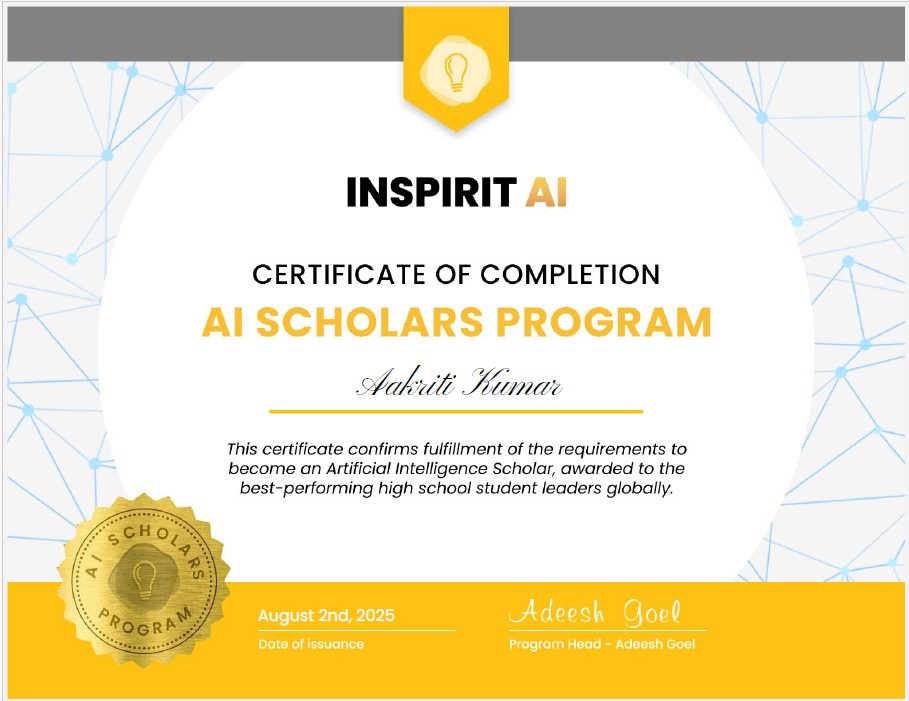 INSPIRIT AI
CERTIFICATE OF COMPLETION
AI SCHOLARS PROGRAM
Aakriti Kumar
This certificate confirms fulfillment of the requirements to
become an Artificial Intelligence Scholar, awarded to the
best-performing high school student leaders globally.
AI SCHOLARS
PROGRAM
August 2nd, 2025
Date of issuance
Adeesh Goel
Program Head - Adeesh Goel